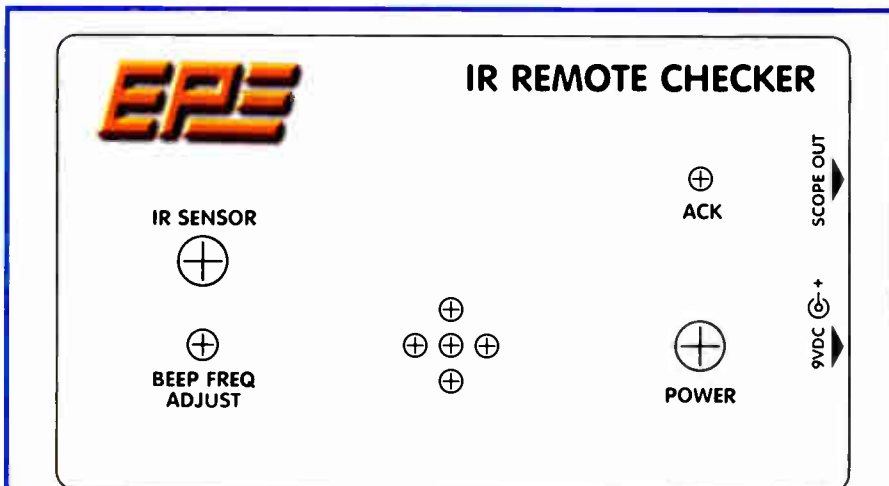 EPE
IR REMOTE CHECKER
SCOPE OUT
ACK
IR SENSOR
9VDC
+
BEEP FREQ
ADJUST
POWER